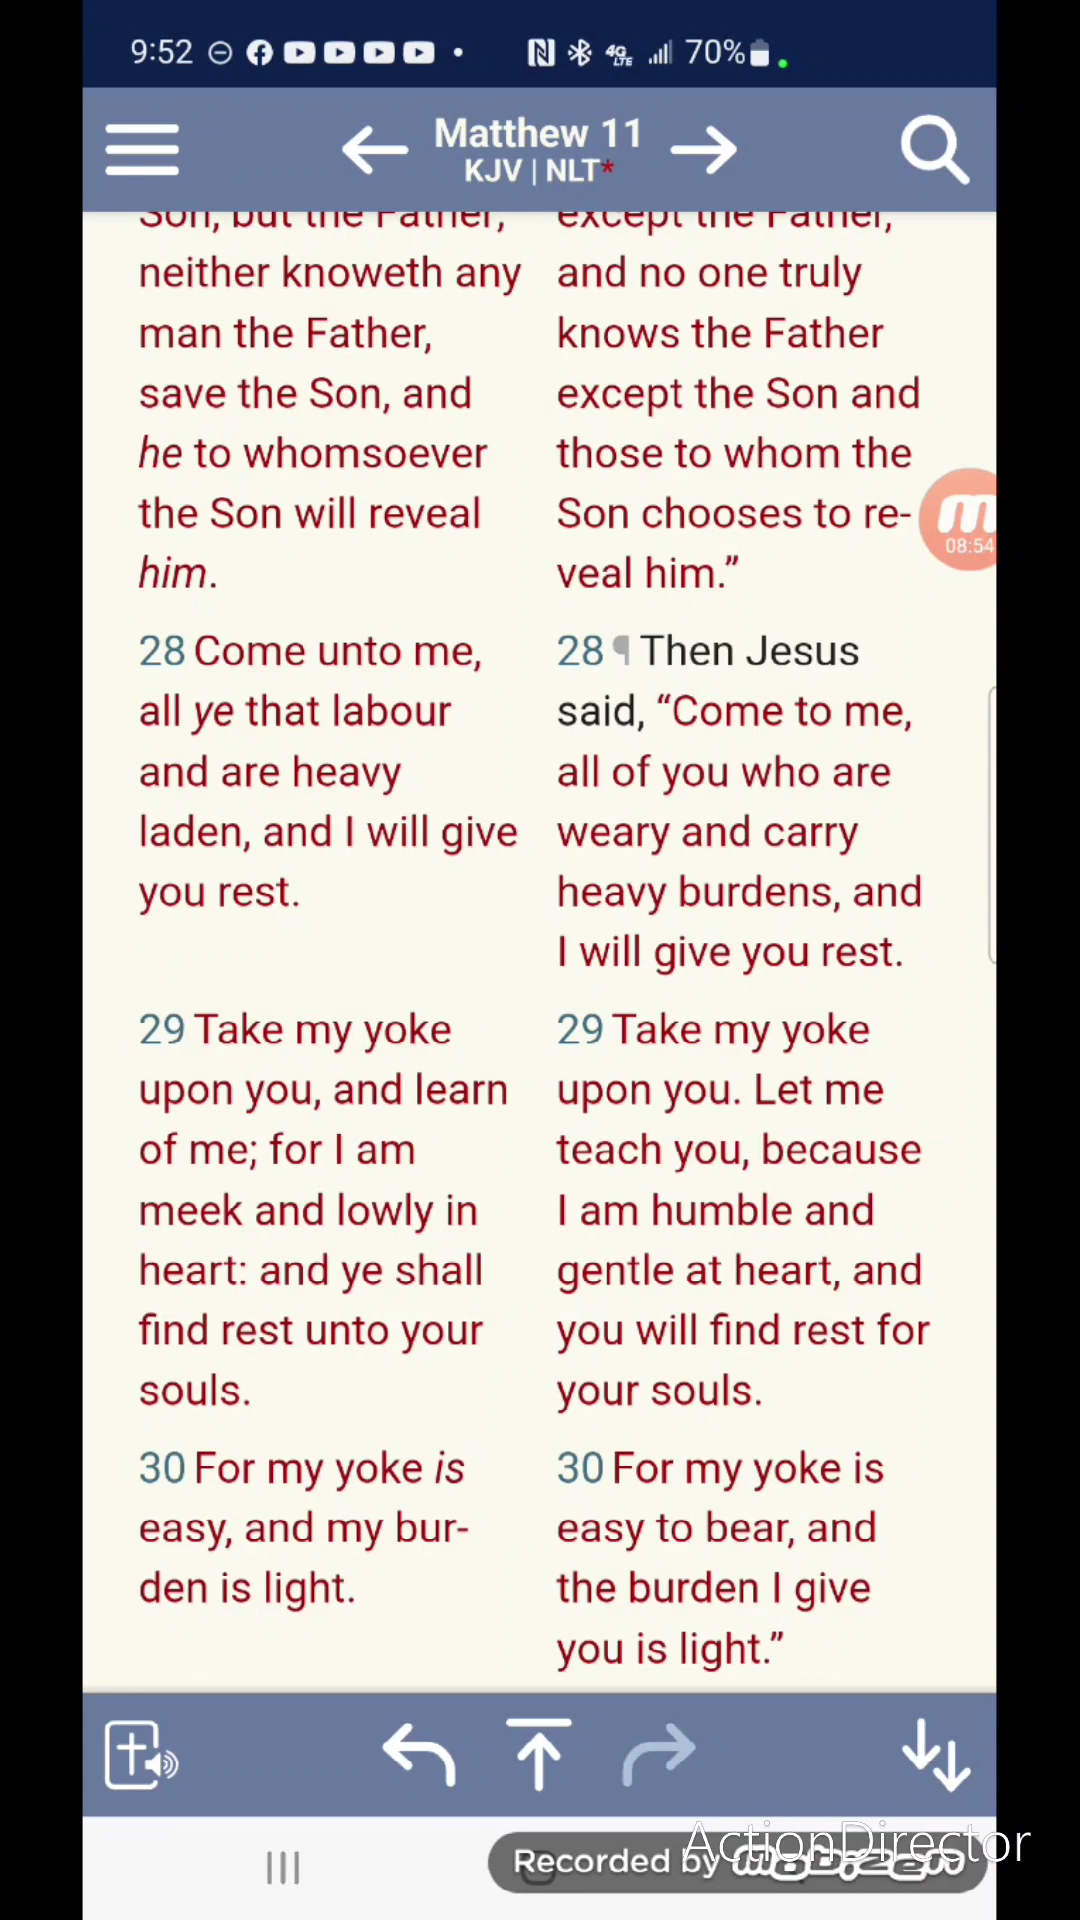 9:52
4G LTE
70%
Matthew 11
KJV | NLT*
Son, but the Father,
neither knoweth any
man the Father,
save the Son, and
he to whomsoever
the Son will reveal
him.
28 Come unto me,
all ye that labour
and are heavy
laden, and I will give
you rest.
29 Take my yoke
upon you, and learn
of me; for I am
meek and lowly in
heart: and ye shall
find rest unto your
souls.
30 For my yoke is
easy, and my bur-
den is light.
except the Father,
and no one truly
knows the Father
except the Son and
those to whom the
Son chooses to re-
veal him.”
28 ¶ Then Jesus
said, “Come to me,
all of you who are
weary and carry
heavy burdens, and
I will give you rest.
29 Take my yoke
upon you. Let me
teach you, because
I am humble and
gentle at heart, and
you will find rest for
your souls.
30 For my yoke is
easy to bear, and
the burden I give
you is light.”
08:54
ActionDirector
Recorded by mobizen